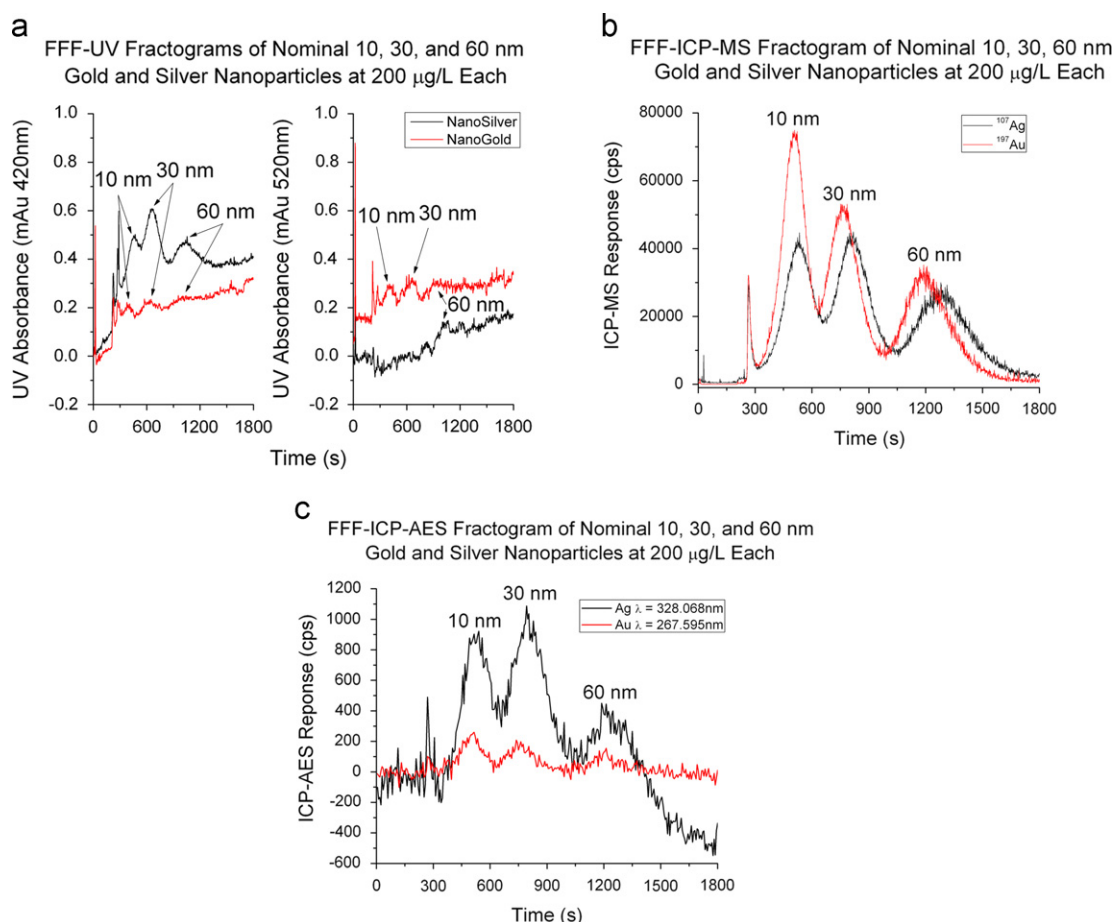 a
FFF-UV Fractograms of Nominal 10, 30, and 60 nm
Gold and Silver Nanoparticles at 200 µg/L Each
UV Absorbance (mAu 420nm)
1.0
0.8
0.6
0.4
0.2
0.0
-0.2
10 nm
30 nm
60 nm
0 600 1200 1800
UV Absorbance (mAu 520nm)
1.0
0.8
0.6
0.4
0.2
0.0
-0.2
NanoSilver
NanoGold
10 nm
30 nm
60 nm
0 600 1200 1800
Time (s)
b
FFF-ICP-MS Fractogram of Nominal 10, 30, 60 nm
Gold and Silver Nanoparticles at 200 µg/L Each
ICP-MS Response (cps)
80000
60000
40000
20000
0
10 nm
30 nm
60 nm
¹⁰⁷Ag
¹⁹⁷Au
0 300 600 900 1200 1500 1800
Time (s)
c
FFF-ICP-AES Fractogram of Nominal 10, 30, and 60 nm
Gold and Silver Nanoparticles at 200 µg/L Each
ICP-AES Reponse (cps)
1200
1000
800
600
400
200
0
-200
-400
-600
10 nm
30 nm
60 nm
Ag λ = 328.068nm
Au λ = 267.595nm
0 300 600 900 1200 1500 1800
Time (s)